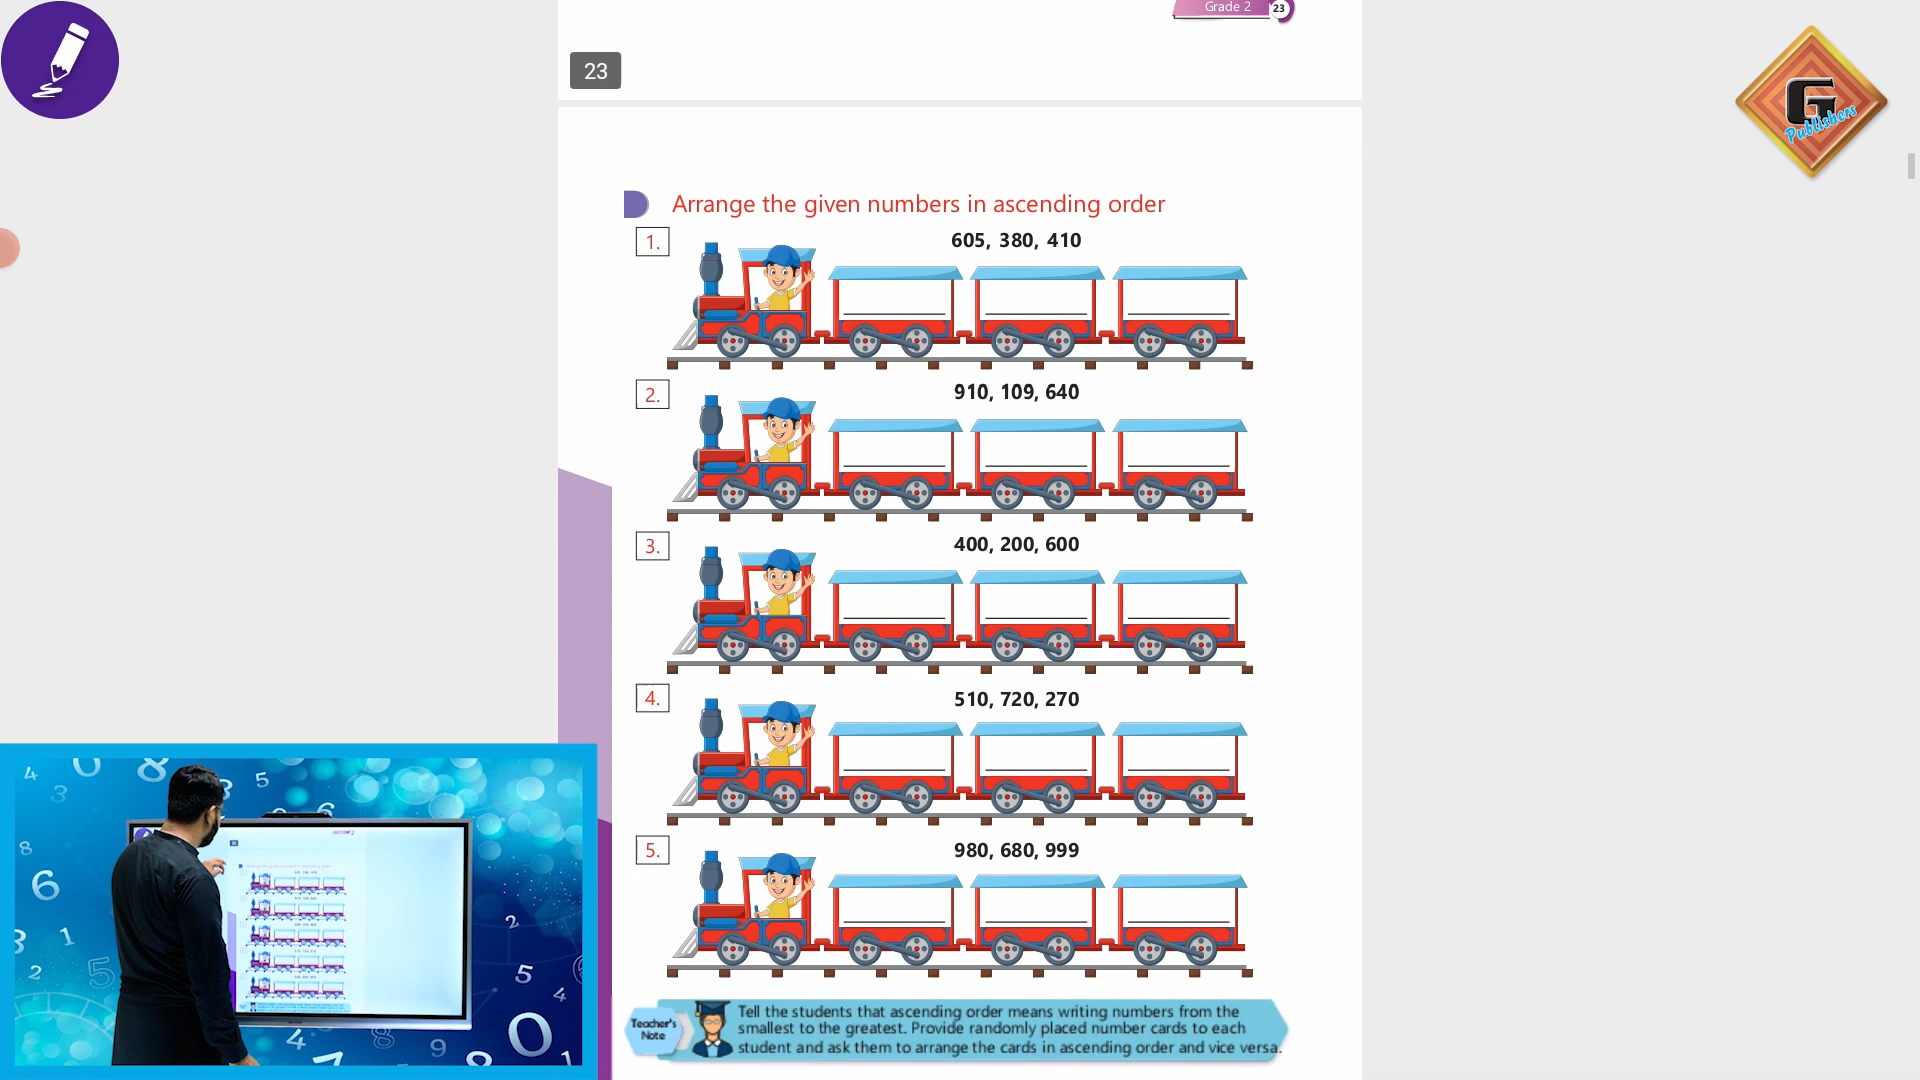 Grade 2 23
23
G
Publishers
Arrange the given numbers in ascending order
1.
605, 380, 410
2.
910, 109, 640
3.
400, 200, 600
4.
510, 720, 270
5.
980, 680, 999
Teacher's
Note
Tell the students that ascending order means writing numbers from the
smallest to the greatest. Provide randomly placed number cards to each
student and ask them to arrange the cards in ascending order and vice versa.